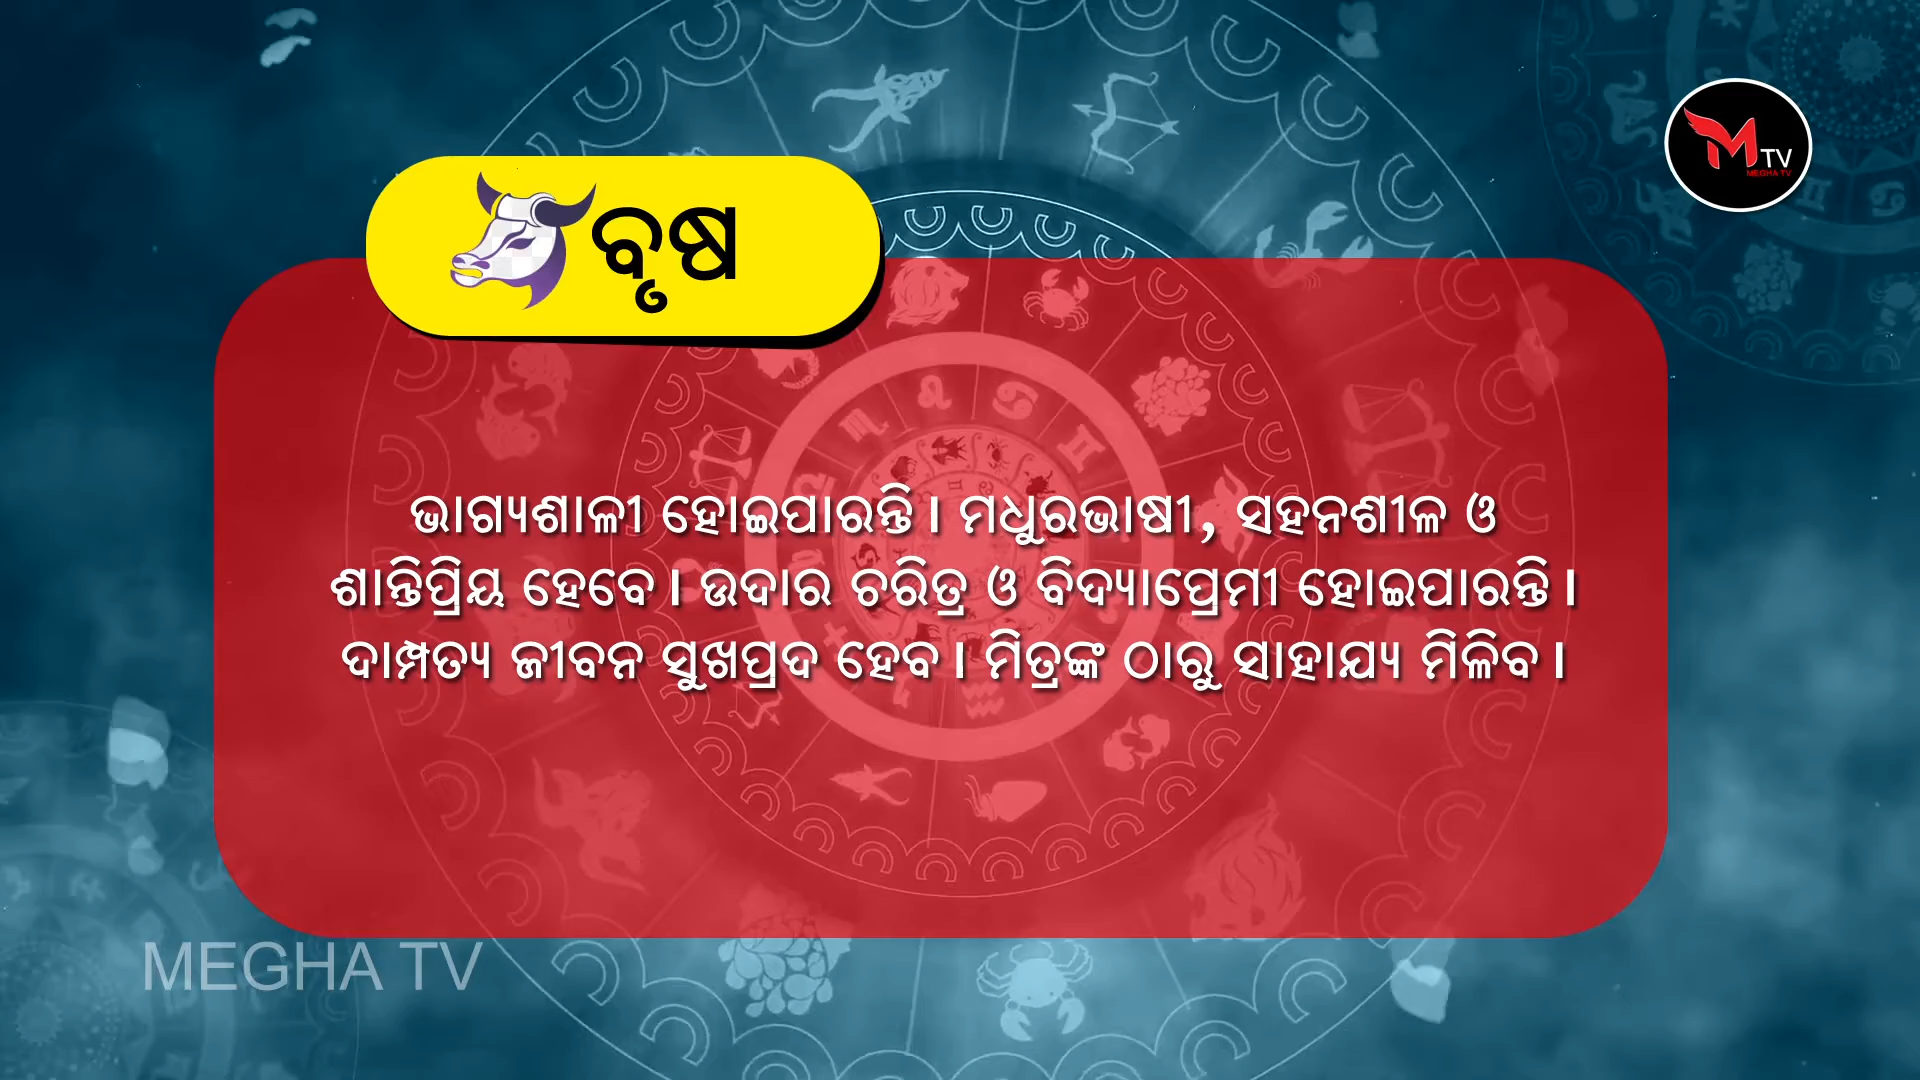 M TV
MEGHA TV
ବୃଷ
ଭାଗ୍ୟଶାଳୀ ହୋଇପାରନ୍ତି । ମଧୁରଭାଷୀ, ସହନଶୀଳ ଓ
ଶାନ୍ତିପ୍ରିୟ ହେବେ । ଉଦାର ଚରିତ୍ର ଓ ବିଦ୍ୟାପ୍ରେମୀ ହୋଇପାରନ୍ତି ।
ଦାମ୍ପତ୍ୟ ଜୀବନ ସୁଖପ୍ରଦ ହେବ । ମିତ୍ରଙ୍କ ଠାରୁ ସାହାଯ୍ୟ ମିଳିବ ।
MEGHA TV